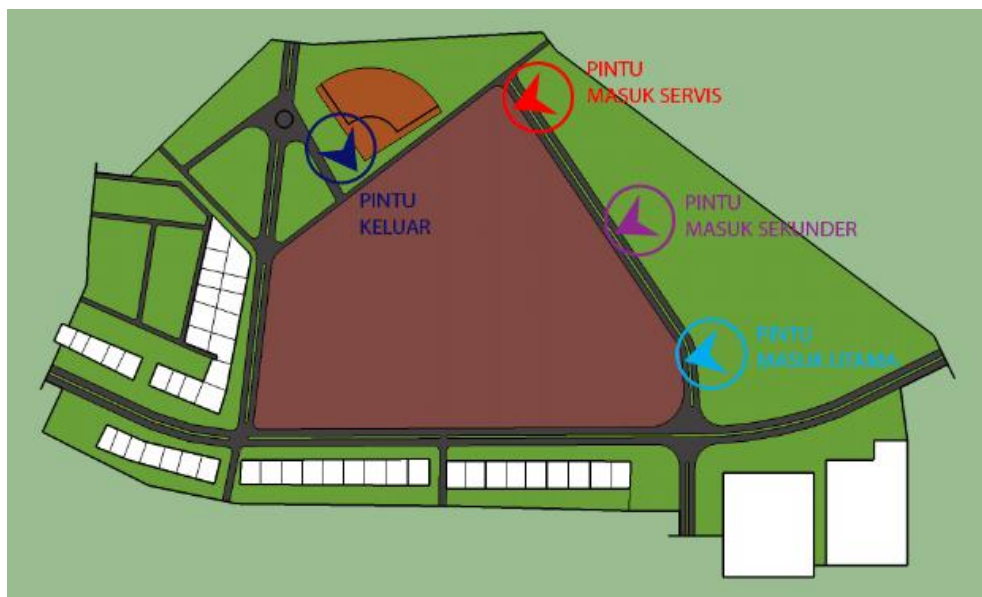 PINTU
MASUK SERVIS
PINTU
KELUAR
PINTU
MASUK SEKUNDER
PINTU
MASUK UTAMA